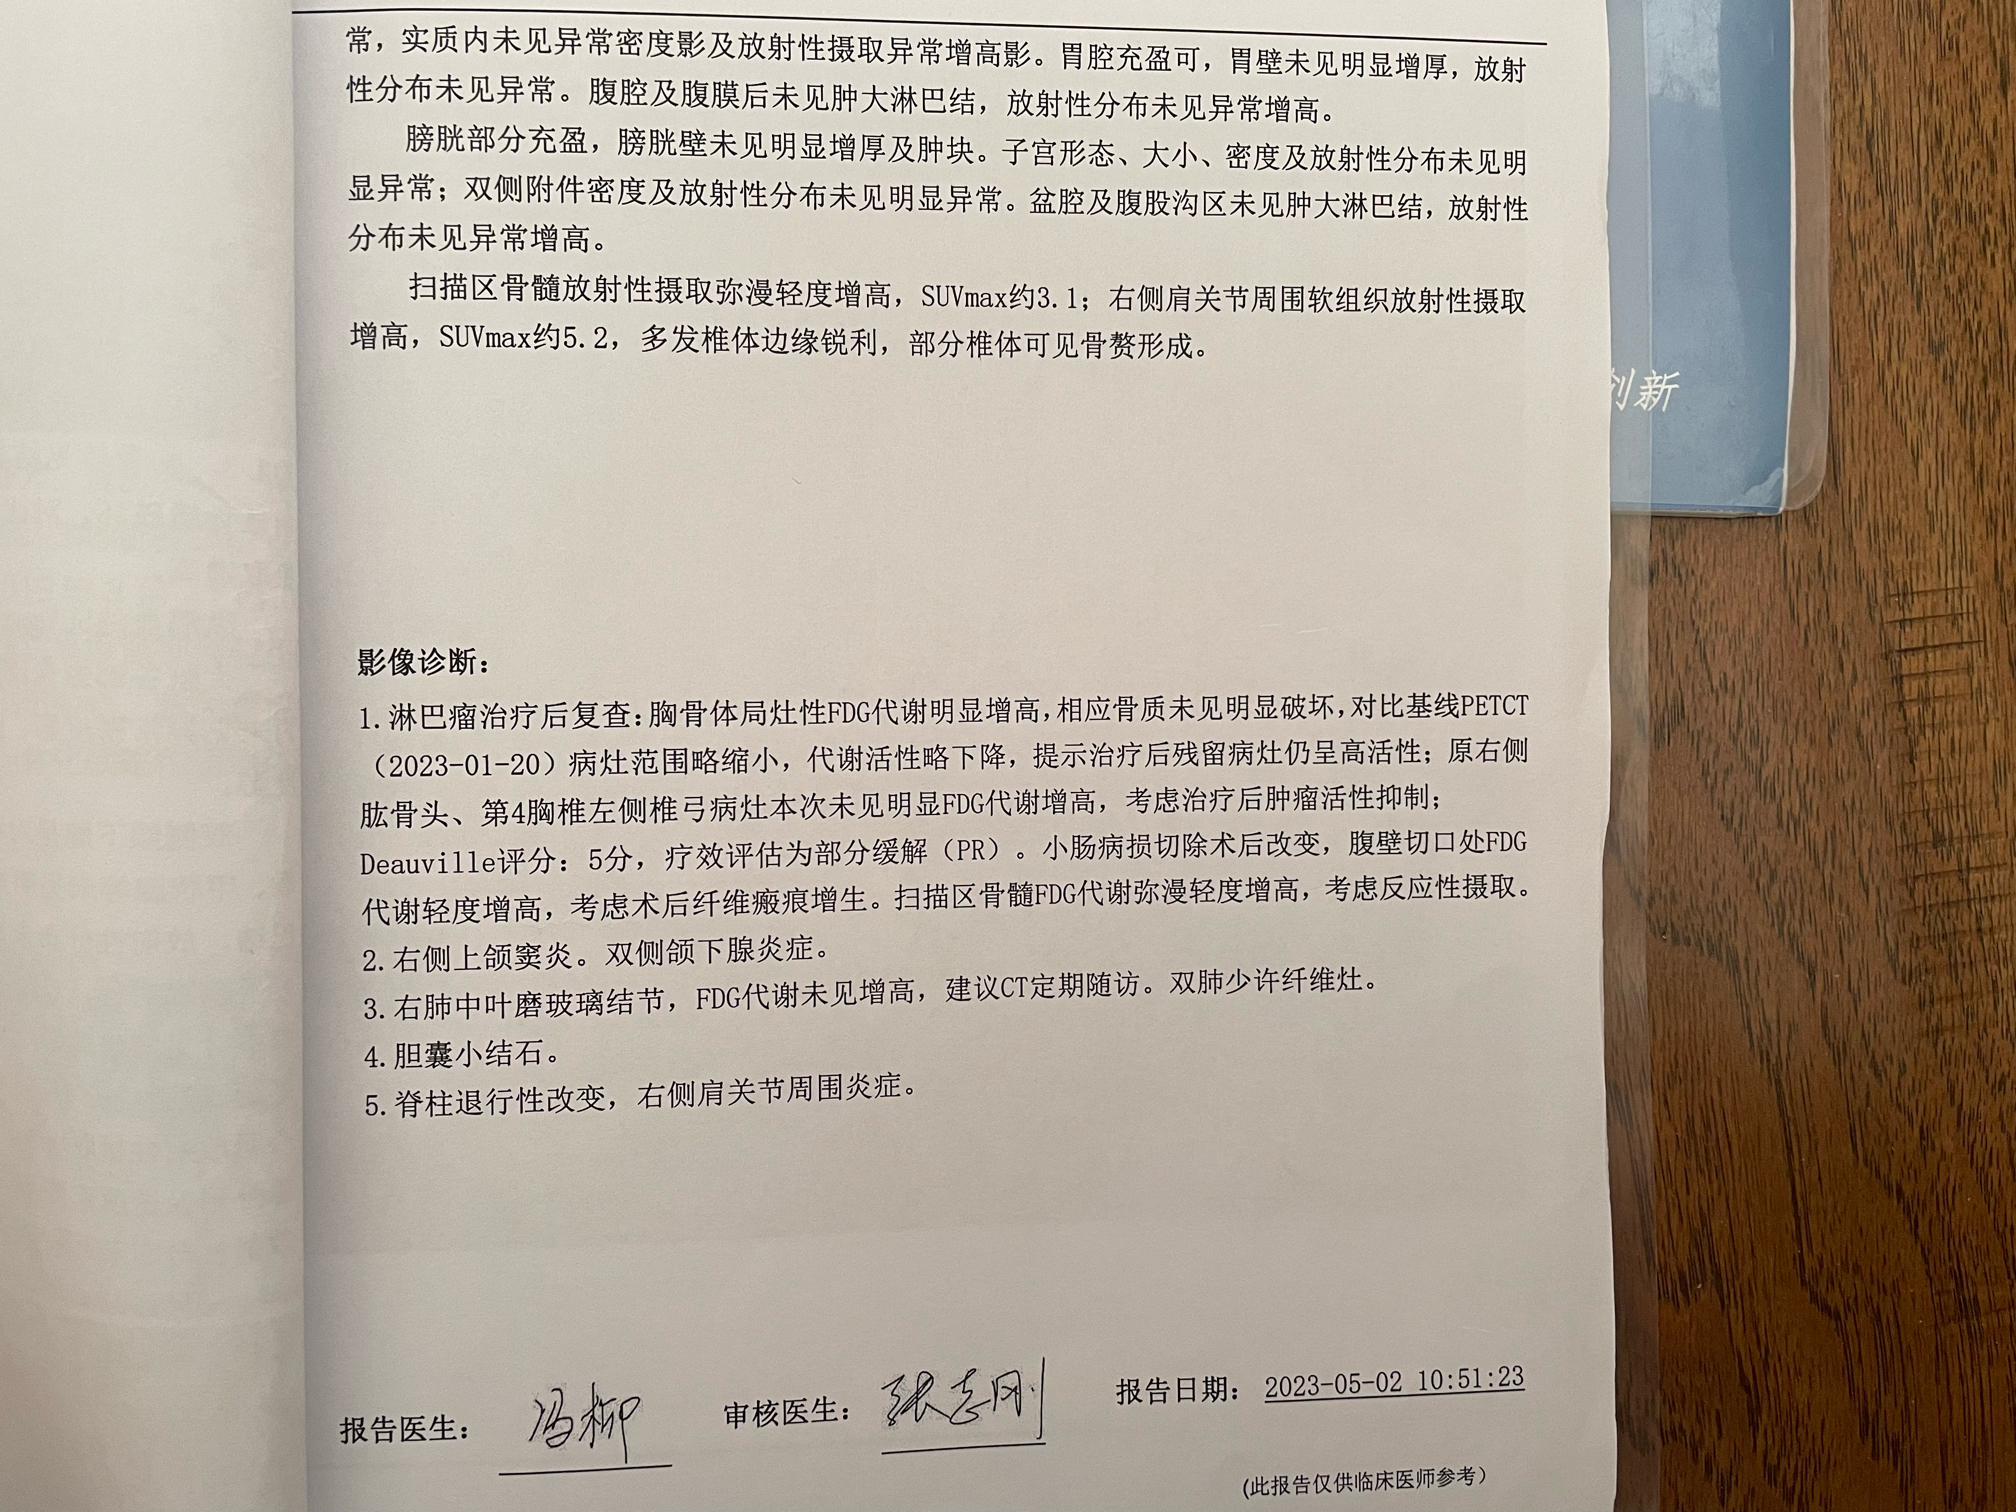 常，实质内未见异常密度影及放射性摄取异常增高影。胃腔充盈可，胃壁未见明显增厚，放射
性分布未见异常。腹腔及腹膜后未见肿大淋巴结，放射性分布未见异常增高。
膀胱部分充盈，膀胱壁未见明显增厚及肿块。子宫形态、大小、密度及放射性分布未见明
显异常；双侧附件密度及放射性分布未见明显异常。盆腔及腹股沟区未见肿大淋巴结，放射性
分布未见异常增高。
扫描区骨髓放射性摄取弥漫轻度增高，SUVmax约3.1；右侧肩关节周围软组织放射性摄取
增高，SUVmax约5.2，多发椎体边缘锐利，部分椎体可见骨赘形成。
创新
影像诊断：
1.淋巴瘤治疗后复查：胸骨体局灶性FDG代谢明显增高，相应骨质未见明显破坏，对比基线PETCT
（2023-01-20）病灶范围略缩小，代谢活性略下降，提示治疗后残留病灶仍呈高活性；原右侧
肱骨头、第4胸椎左侧椎弓病灶本次未见明显FDG代谢增高，考虑治疗后肿瘤活性抑制；
Deauville评分：5分，疗效评估为部分缓解（PR）。小肠病损切除术后改变，腹壁切口处FDG
代谢轻度增高，考虑术后纤维瘢痕增生。扫描区骨髓FDG代谢弥漫轻度增高，考虑反应性摄取。
2.右侧上颌窦炎。双侧颌下腺炎症。
3.右肺中叶磨玻璃结节，FDG代谢未见增高，建议CT定期随访。双肺少许纤维灶。
4.胆囊小结石。
5.脊柱退行性改变，右侧肩关节周围炎症。
报告医生：冯柳 审核医生：张志刚 报告日期：2023-05-02 10:51:23
(此报告仅供临床医师参考)